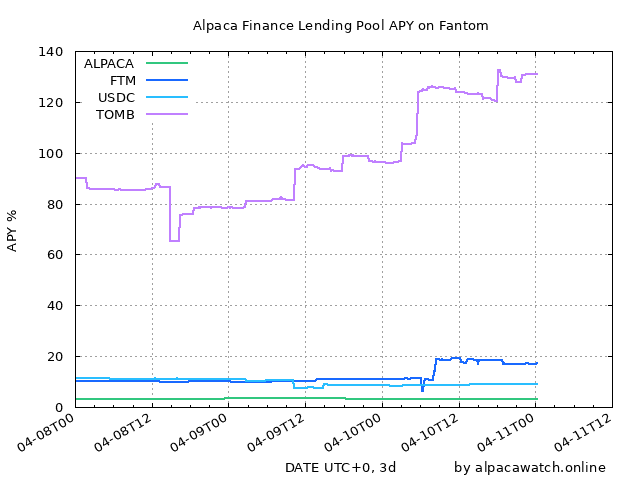 Alpaca Finance Lending Pool APY on Fantom
140
120
100
80
60
40
20
0
APY %
ALPACA
FTM
USDC
TOMB
04-08T00
04-08T12
04-09T00
04-09T12
04-10T00
04-10T12
04-11T00
04-11T12
DATE UTC+0, 3d
by alpacawatch.online